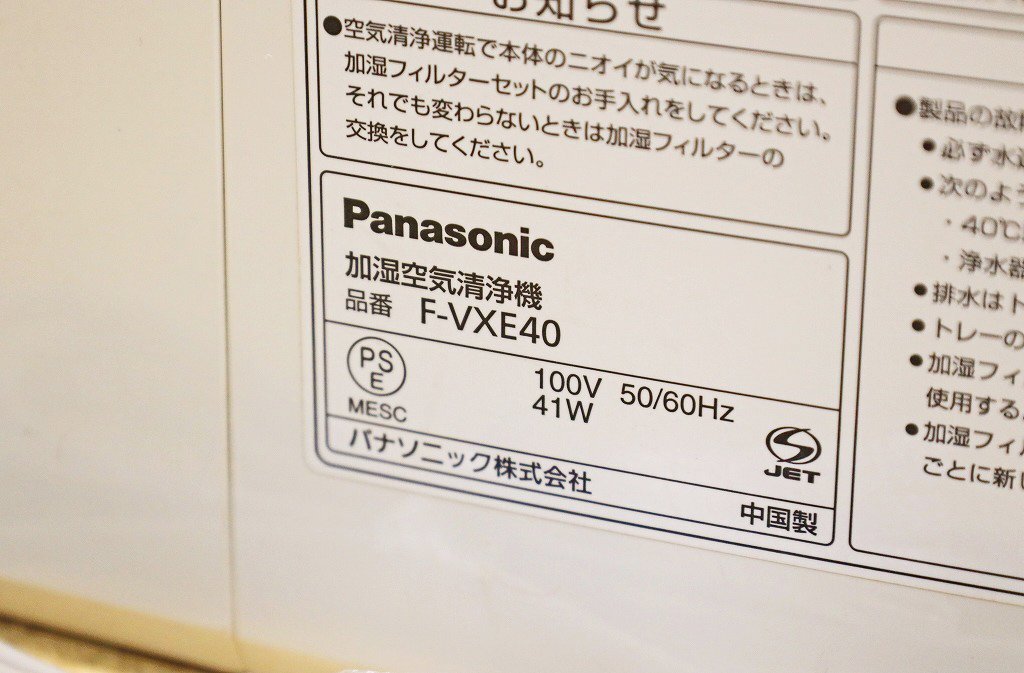 お知らせ
●空気清浄運転で本体のニオイが気になるときは、
加湿フィルターセットのお手入れをしてください。
それでも変わらないときは加湿フィルターの
交換をしてください。
Panasonic
加湿空気清浄機
品番 F-VXE40
PS
E
MESC
100V 50/60Hz
41W
JET
パナソニック株式会社
中国製
●製品の故
●必ず水
●次のよう
・40℃
・浄水器
●排水はト
●トレーの
●加湿フィ
使用する
●加湿フィ
ごとに新し